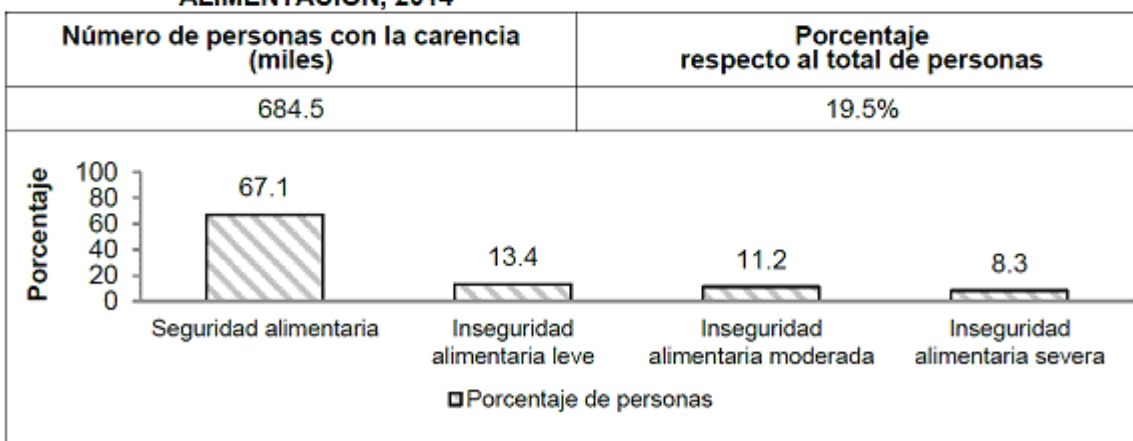 ALIMENTACIÓN, 2014
Número de personas con la carencia
(miles)
Porcentaje
respecto al total de personas
684.5
19.5%
Porcentaje
100
80
60
40
20
0
67.1
13.4
11.2
8.3
Seguridad alimentaria
Inseguridad
alimentaria leve
Inseguridad
alimentaria moderada
Inseguridad
alimentaria severa
Porcentaje de personas